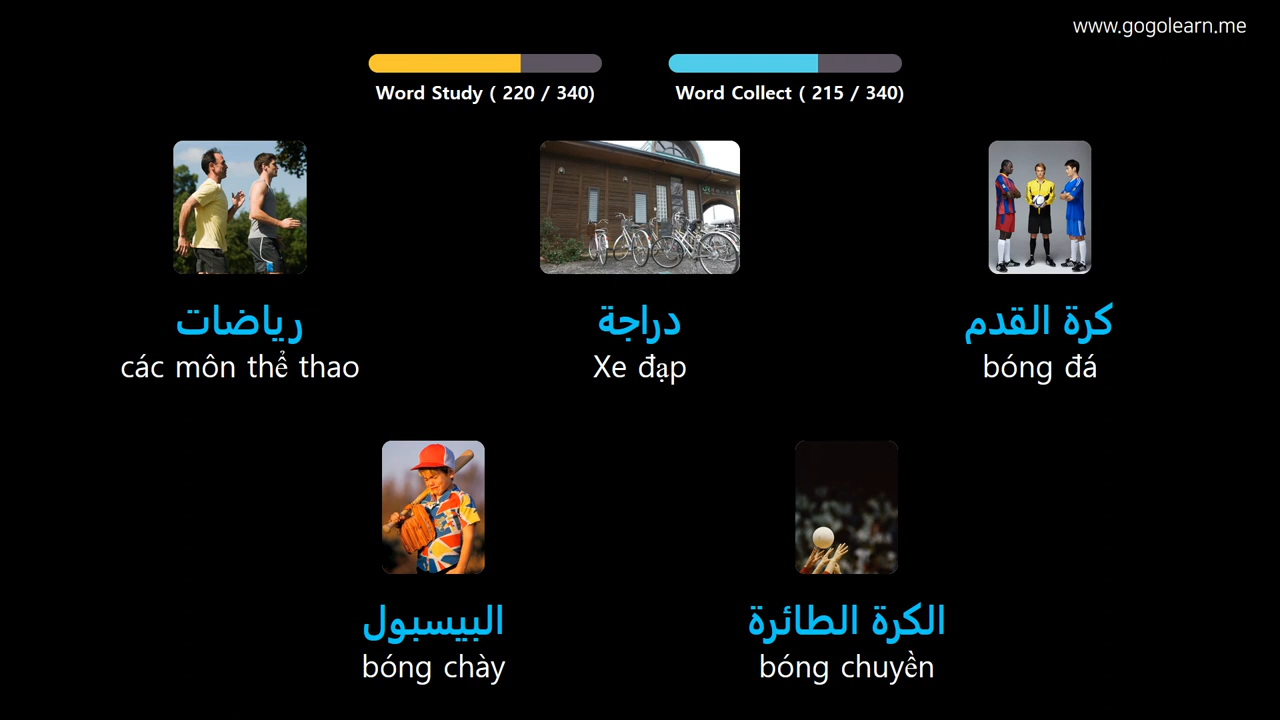 www.gogolearn.me
Word Study ( 220 / 340)
Word Collect ( 215 / 340)
رياضات
các môn thể thao
دراجة
Xe đạp
كرة القدم
bóng đá
البيسبول
bóng chày
الكرة الطائرة
bóng chuyền